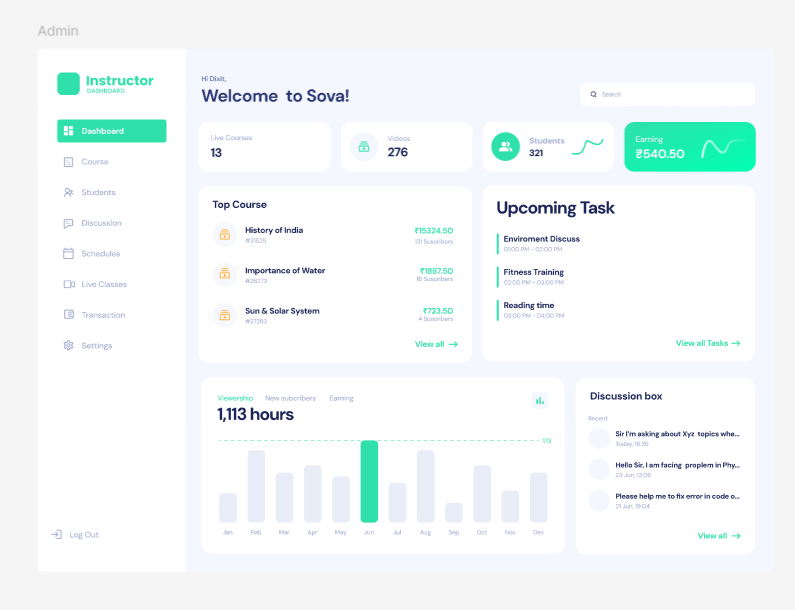 Admin
Instructor
DASHBOARD
Dashboard
Course
Students
Discussion
Schedules
Live Classes
Transaction
Settings
Log Out
Hi Dixit,
Welcome to Sova!
Search
Live Courses
13
Videos
276
Students
321
Earning
₹540.50
Top Course
History of India
#31525
₹15324.50
131 Suscribers
Importance of Water
#26273
₹1887.50
16 Suscribers
Sun & Solar System
#27263
₹723.50
4 Suscribers
View all →
Upcoming Task
Enviroment Discuss
01:00 PM - 02:00 PM
Fitness Training
02:00 PM - 03:00 PM
Reading time
03:00 PM - 04:00 PM
View all Tasks →
Viewership New subcribers Earning
1,113 hours
173
Jan Feb Mar Apr May Jun Jul Aug Sep Oct Nov Dec
Discussion box
Recent
Sir I'm asking about Xyz topics whe...
Today, 16:36
Hello Sir, I am facing proplem in Phy...
23 Jun, 13:06
Please help me to fix error in code o...
21 Jun, 19:04
View all →